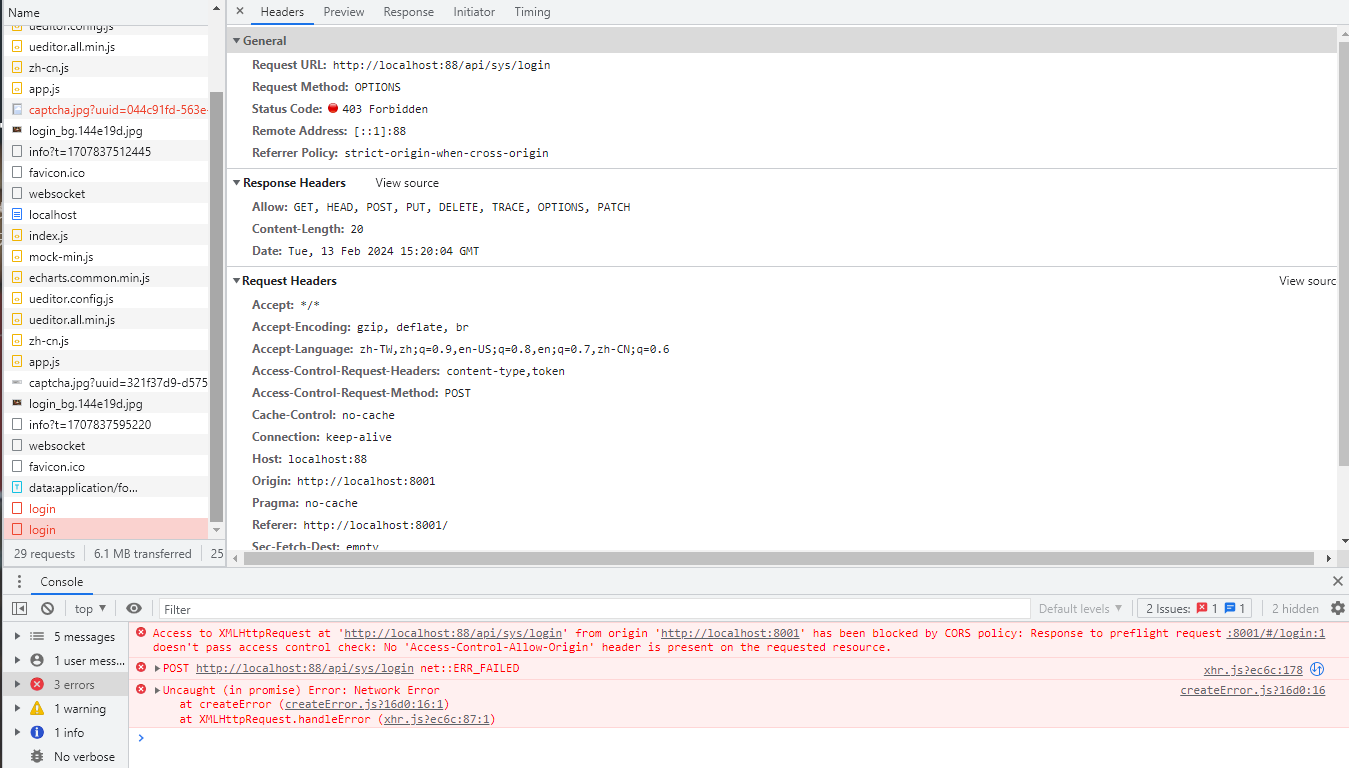 Name
ueditor.config.js
ueditor.all.min.js
zh-cn.js
app.js
captcha.jpg?uuid=044c91fd-563e-
login_bg.144e19d.jpg
info?t=1707837512445
favicon.ico
websocket
localhost
index.js
mock-min.js
echarts.common.min.js
ueditor.config.js
ueditor.all.min.js
zh-cn.js
app.js
captcha.jpg?uuid=321f37d9-d575
login_bg.144e19d.jpg
info?t=1707837595220
websocket
favicon.ico
data:application/fo...
login
login
29 requests 6.1 MB transferred 25
Headers Preview Response Initiator Timing
General
Request URL: http://localhost:88/api/sys/login
Request Method: OPTIONS
Status Code: 403 Forbidden
Remote Address: [::1]:88
Referrer Policy: strict-origin-when-cross-origin
Response Headers View source
Allow: GET, HEAD, POST, PUT, DELETE, TRACE, OPTIONS, PATCH
Content-Length: 20
Date: Tue, 13 Feb 2024 15:20:04 GMT
Request Headers View sourc
Accept: */*
Accept-Encoding: gzip, deflate, br
Accept-Language: zh-TW,zh;q=0.9,en-US;q=0.8,en;q=0.7,zh-CN;q=0.6
Access-Control-Request-Headers: content-type,token
Access-Control-Request-Method: POST
Cache-Control: no-cache
Connection: keep-alive
Host: localhost:88
Origin: http://localhost:8001
Pragma: no-cache
Referer: http://localhost:8001/
Sec-Fetch-Dest: empty
Console
top Filter Default levels 2 Issues: 1 1 2 hidden
5 messages
1 user mess...
3 errors
1 warning
1 info
No verbose
Access to XMLHttpRequest at 'http://localhost:88/api/sys/login' from origin 'http://localhost:8001' has been blocked by CORS policy: Response to preflight request :8001/#/login:1
doesn't pass access control check: No 'Access-Control-Allow-Origin' header is present on the requested resource.
POST http://localhost:88/api/sys/login net::ERR_FAILED xhr.js?ec6c:178
Uncaught (in promise) Error: Network Error createError.js?16d0:16
at createError (createError.js?16d0:16:1)
at XMLHttpRequest.handleError (xhr.js?ec6c:87:1)